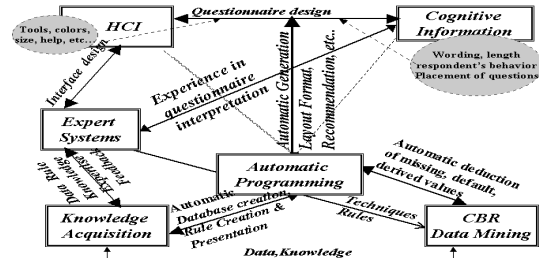 Questionnaire design
Tools, colors,
size, help, etc..
HCI
Cognitive
Information
Wording, length
respondent's behavior
Placement of questions
Interface design
Experience in
questionnaire
interpretation
Automatic Generation
Layout Format,
Recommendation, etc..
Expert
Systems
Data Rule
Knowledge
Expertise
Feedback
Automatic
Programming
Automatic deduction
of missing, default,
derived values
Automatic
Database creation,
Rule Creation &
Presentation
Techniques
Rules
Knowledge
Acquisition
CBR
Data Mining
Data,Knowledge